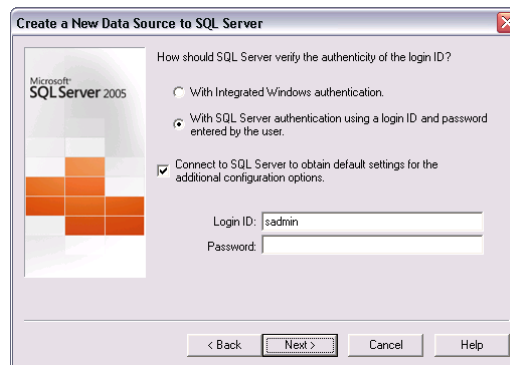 Create a New Data Source to SQL Server
Microsoft®
SQL Server 2005
How should SQL Server verify the authenticity of the login ID?
With Integrated Windows authentication.
With SQL Server authentication using a login ID and password
entered by the user.
Connect to SQL Server to obtain default settings for the
additional configuration options.
Login ID: sadmin
Password:
< Back
Next >
Cancel
Help